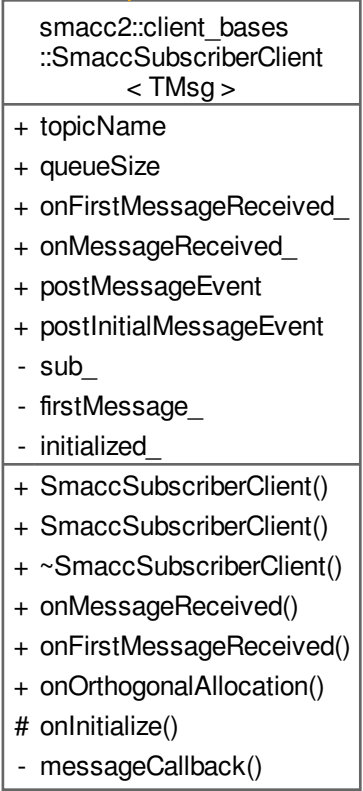 smacc2::client_bases
::SmaccSubscriberClient
< TMsg >
+ topicName
+ queueSize
+ onFirstMessageReceived_
+ onMessageReceived_
+ postMessageEvent
+ postInitialMessageEvent
- sub_
- firstMessage_
- initialized_
+ SmaccSubscriberClient()
+ SmaccSubscriberClient()
+ ~SmaccSubscriberClient()
+ onMessageReceived()
+ onFirstMessageReceived()
+ onOrthogonalAllocation()
# onInitialize()
- messageCallback()